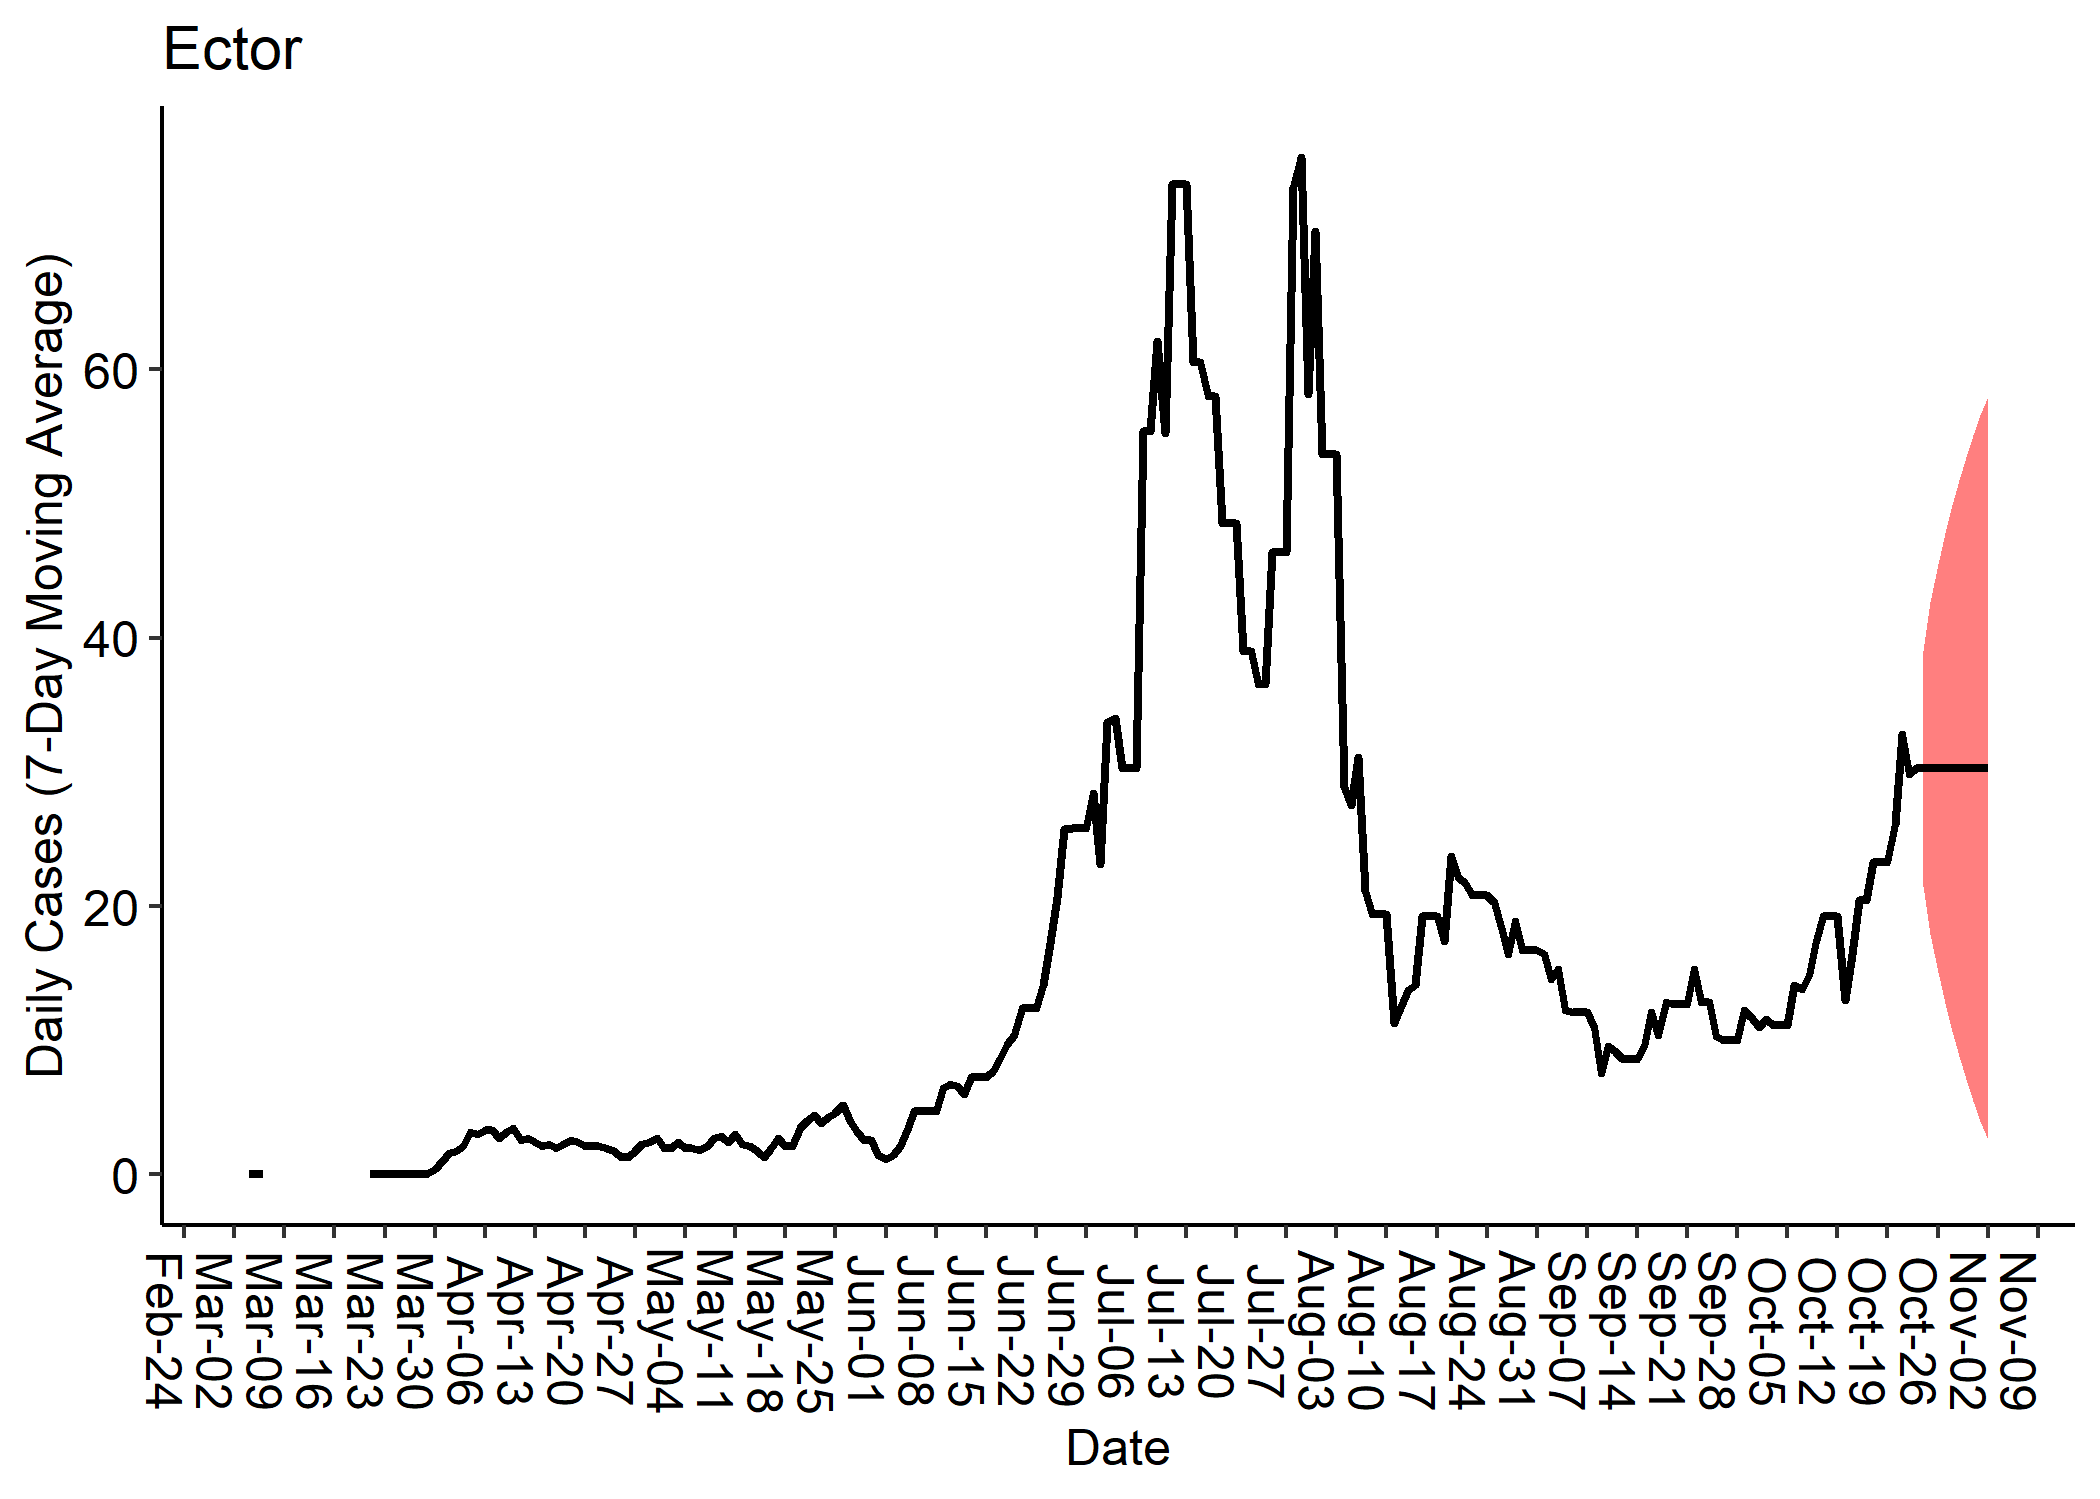 Ector
Daily Cases (7-Day Moving Average)
60
40
20
0
Feb-24
Mar-02
Mar-09
Mar-16
Mar-23
Mar-30
Apr-06
Apr-13
Apr-20
Apr-27
May-04
May-11
May-18
May-25
Jun-01
Jun-08
Jun-15
Jun-22
Jun-29
Jul-06
Jul-13
Jul-20
Jul-27
Aug-03
Aug-10
Aug-17
Aug-24
Aug-31
Sep-07
Sep-14
Sep-21
Sep-28
Oct-05
Oct-12
Oct-19
Oct-26
Nov-02
Nov-09
Date